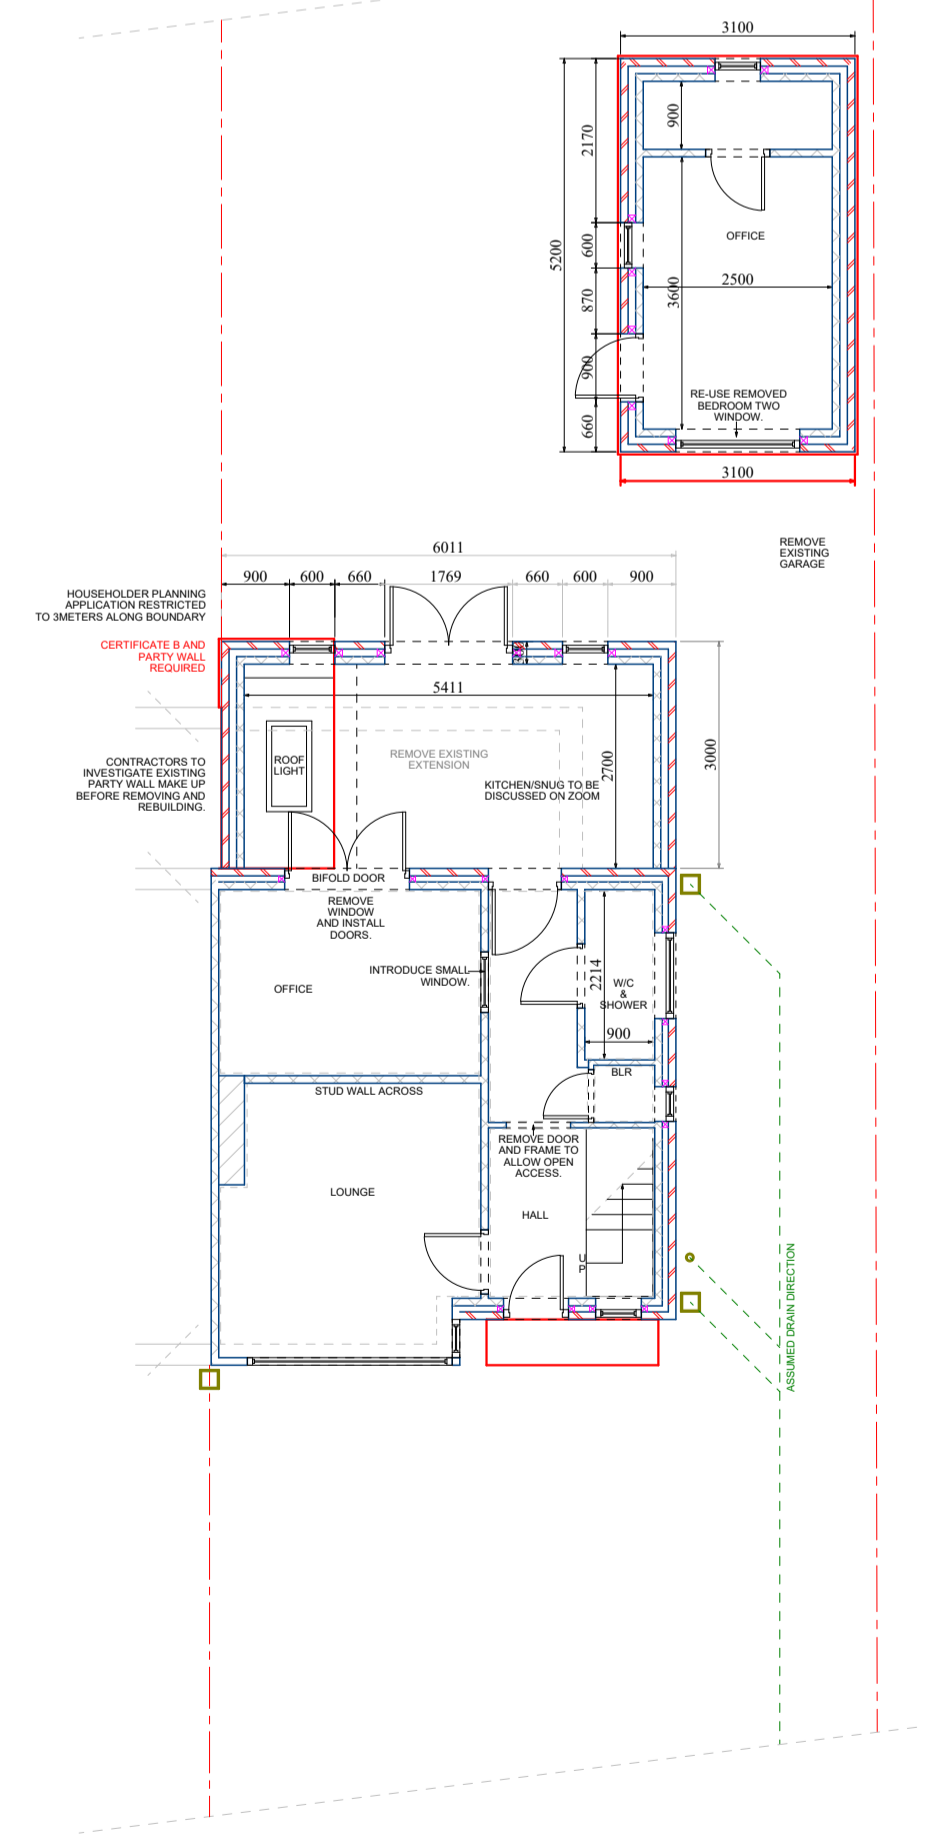 3100
2170
900
OFFICE
5200
600
2500
3600
870
900
RE-USE REMOVED
BEDROOM TWO
WINDOW.
660
3100
REMOVE
EXISTING
GARAGE
6011
900 600 660 1769 660 600 900
HOUSEHOLDER PLANNING
APPLICATION RESTRICTED
TO 3METERS ALONG BOUNDARY
CERTIFICATE B AND
PARTY WALL
REQUIRED
5411
3000
2700
REMOVE EXISTING
EXTENSION
ROOF
LIGHT
CONTRACTORS TO
INVESTIGATE EXISTING
PARTY WALL MAKE UP
BEFORE REMOVING AND
REBUILDING.
KITCHEN/SNUG TO BE
DISCUSSED ON ZOOM
BIFOLD DOOR
REMOVE
WINDOW
AND INSTALL
DOORS.
INTRODUCE SMALL
WINDOW.
OFFICE
2214
W/C
&
SHOWER
900
BLR
STUD WALL ACROSS
REMOVE DOOR
AND FRAME TO
ALLOW OPEN
ACCESS.
LOUNGE
HALL
UP
ASSUMED DRAIN DIRECTION